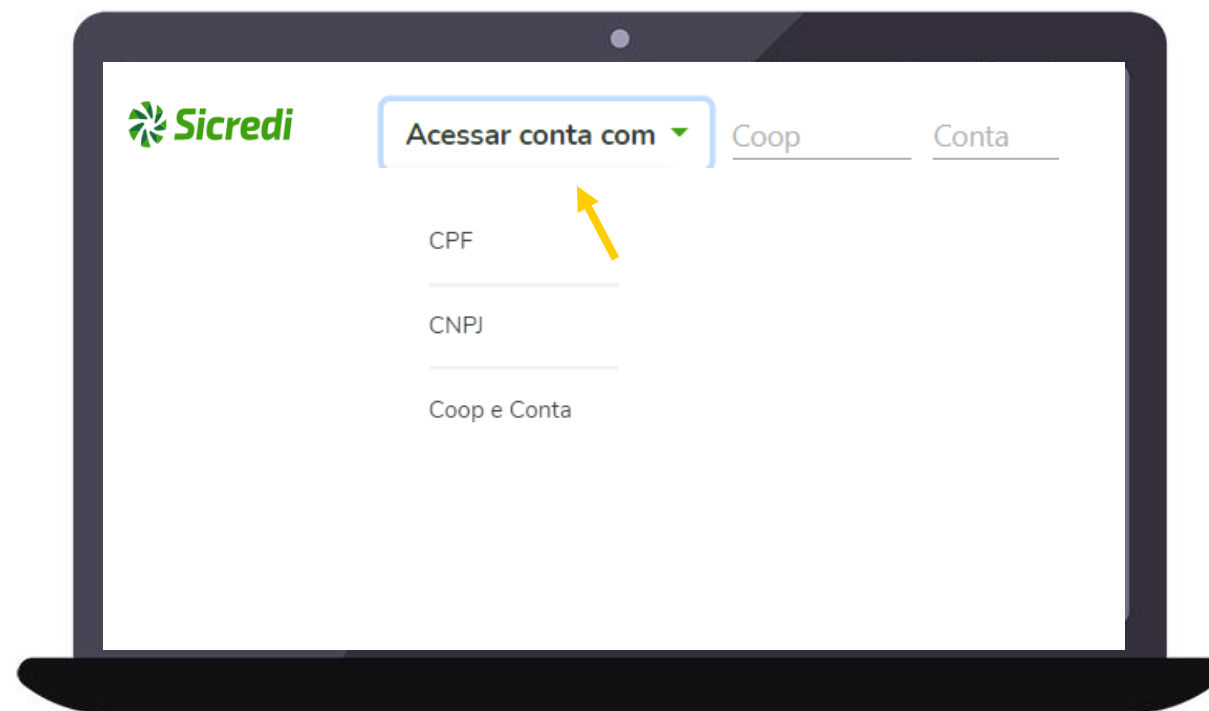 Sicredi
Acessar conta com
Coop
Conta
CPF
CNPJ
Coop e Conta